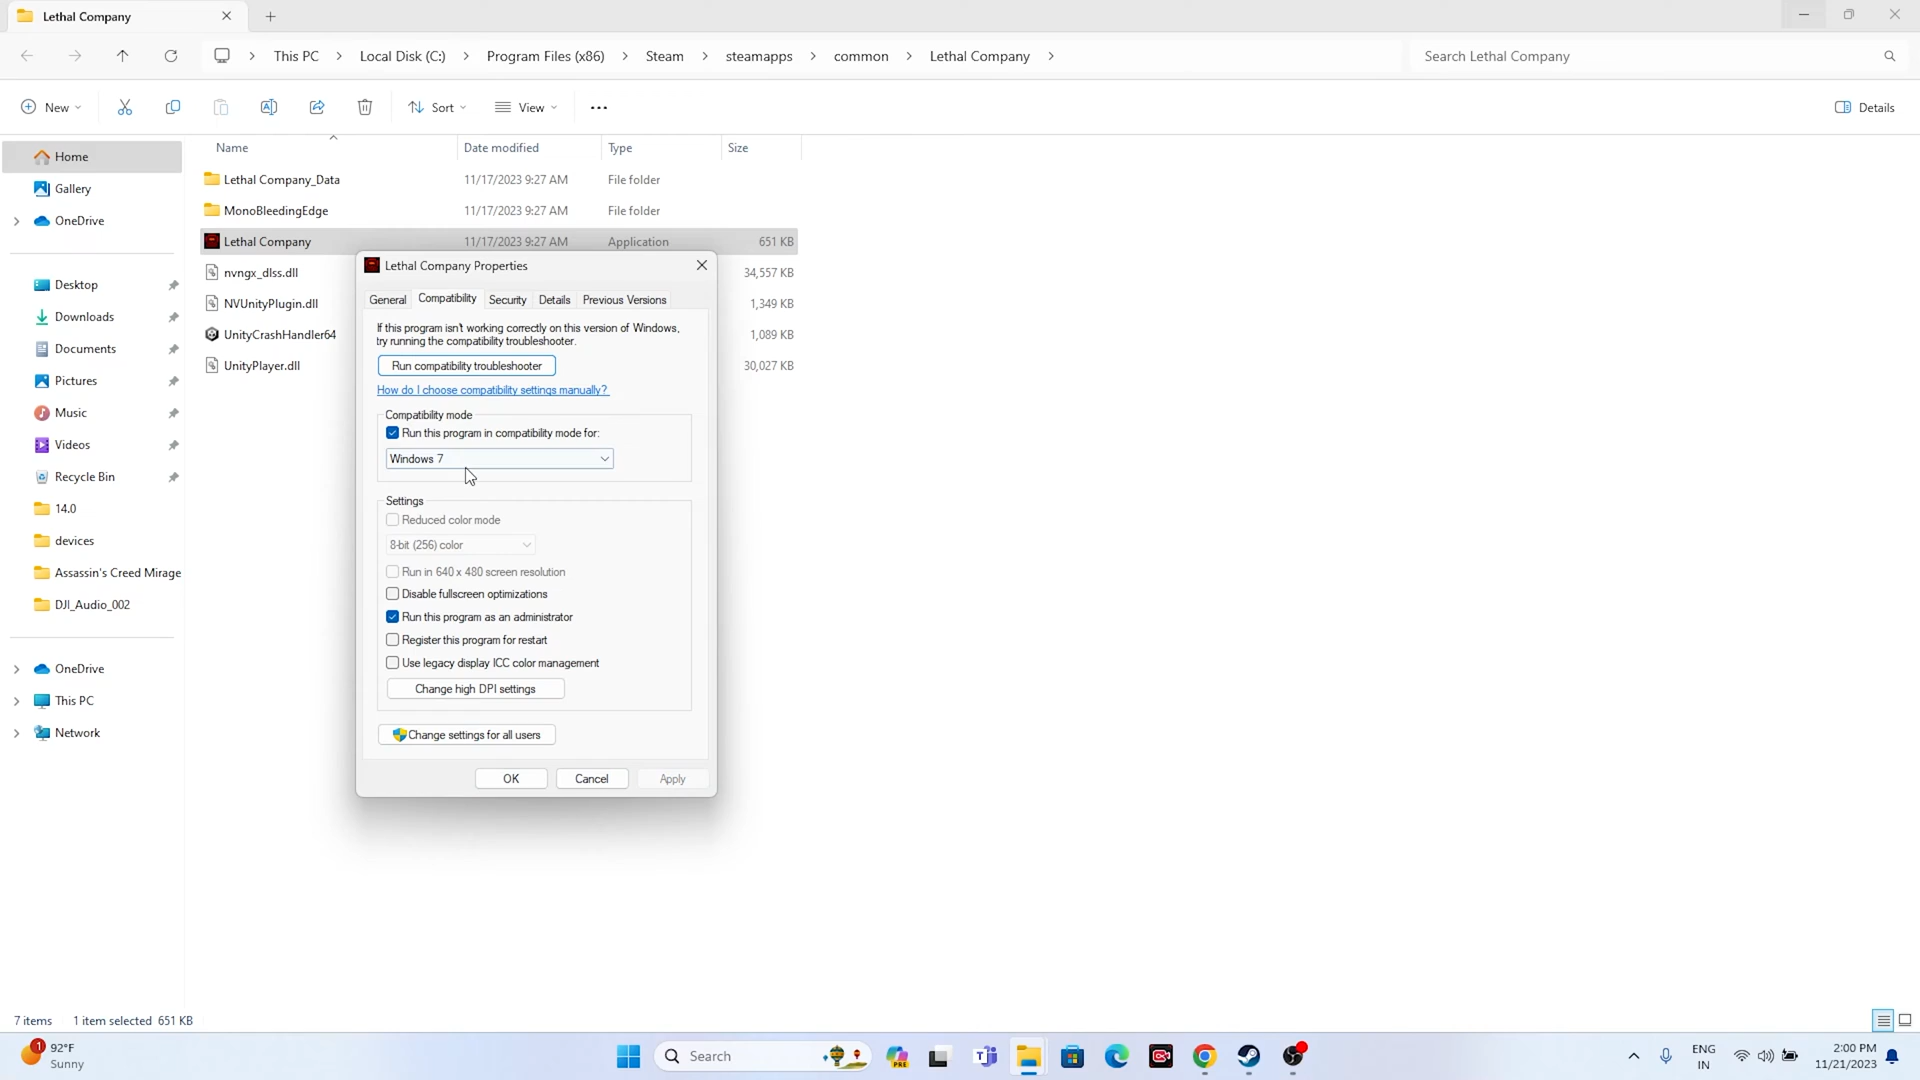 Lethal Company
This PC > Local Disk (C:) > Program Files (x86) > Steam > steamapps > common > Lethal Company >
Search Lethal Company
New
Sort
View
Details
Name Date modified Type Size
Home
Gallery
OneDrive
Desktop
Downloads
Documents
Pictures
Music
Videos
Recycle Bin
14.0
devices
Assassin's Creed Mirage
DJI_Audio_002
OneDrive
This PC
Network
Lethal Company_Data 11/17/2023 9:27 AM File folder
MonoBleedingEdge 11/17/2023 9:27 AM File folder
Lethal Company 11/17/2023 9:27 AM Application 651 KB
nvngx_dlss.dll 34,557 KB
NVUnityPlugin.dll 1,349 KB
UnityCrashHandler64 1,089 KB
UnityPlayer.dll 30,027 KB
Lethal Company Properties
General Compatibility Security Details Previous Versions
If this program isn't working correctly on this version of Windows,
try running the compatibility troubleshooter.
Run compatibility troubleshooter
How do I choose compatibility settings manually?
Compatibility mode
Run this program in compatibility mode for:
Windows 7
Settings
Reduced color mode
8-bit (256) color
Run in 640 x 480 screen resolution
Disable fullscreen optimizations
Run this program as an administrator
Register this program for restart
Use legacy display ICC color management
Change high DPI settings
Change settings for all users
OK Cancel Apply
7 items 1 item selected 651 KB
1
92°F
Sunny
Search
PRE
ENG
IN
2:00 PM
11/21/2023